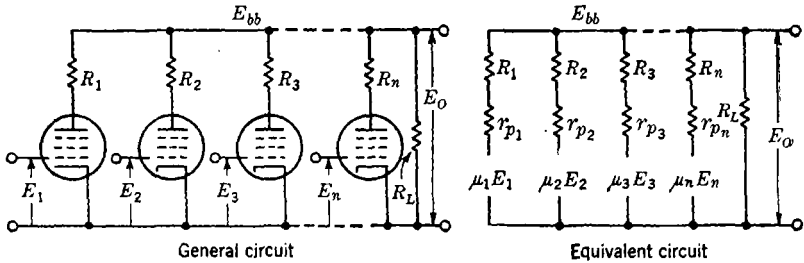 E_bb
R_1 R_2 R_3 R_n
E_O
E_1 E_2 E_3 E_n R_L
General circuit
E_bb
R_1 R_2 R_3 R_n
R_L
r_p1 r_p2 r_p3 r_pn
E_O
μ_1E_1 μ_2E_2 μ_3E_3 μ_nE_n
Equivalent circuit